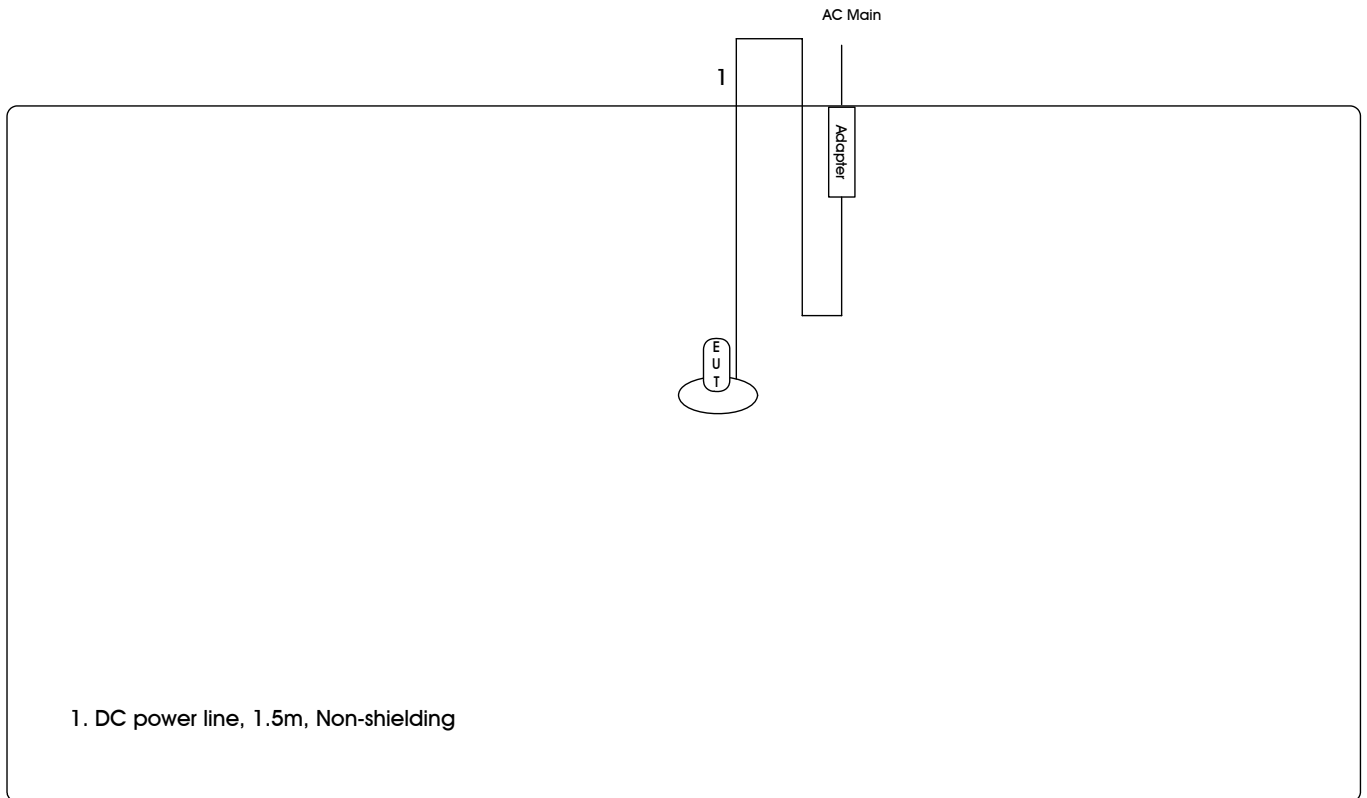 AC Main
1
Adapter
E
U
T
1. DC power line, 1.5m, Non-shielding